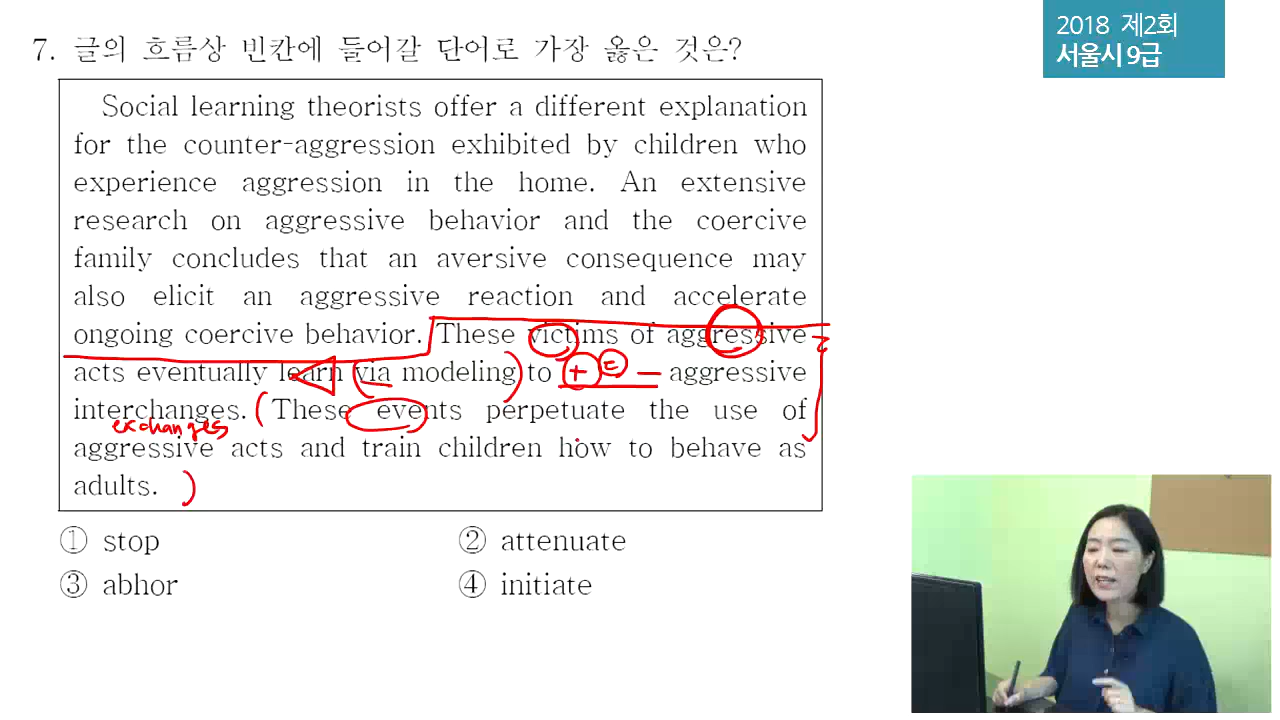 2018 제2회
서울시 9급
7. 글의 흐름상 빈칸에 들어갈 단어로 가장 옳은 것은?
Social learning theorists offer a different explanation
for the counter-aggression exhibited by children who
experience aggression in the home. An extensive
research on aggressive behavior and the coercive
family concludes that an aversive consequence may
also elicit an aggressive reaction and accelerate
ongoing coercive behavior. These victims of aggressive
acts eventually learn via modeling to + = — aggressive
interchanges. These events perpetuate the use of
exchanges
aggressive acts and train children how to behave as
adults.
① stop ② attenuate
③ abhor ④ initiate